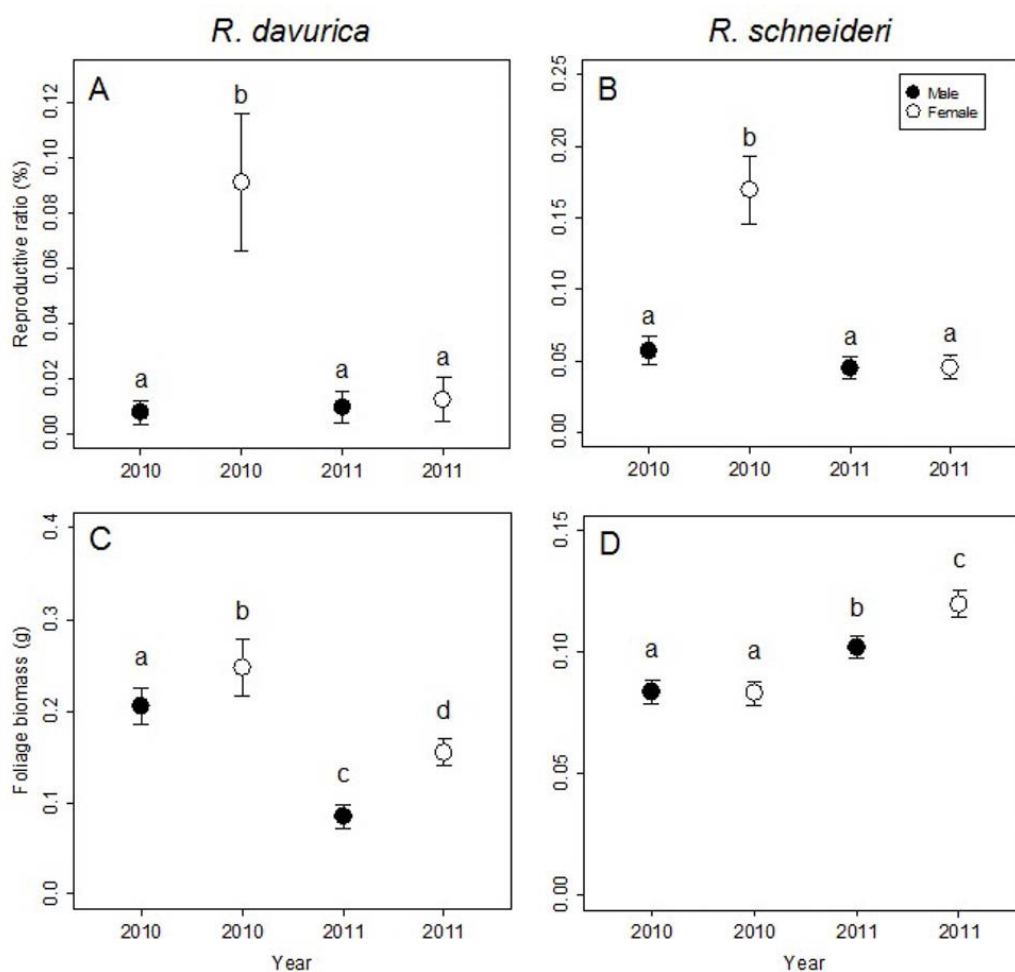 R. davurica
R. schneideri
A
Reproductive ratio (%)
0.12
0.10
0.08
0.06
0.04
0.02
0.00
a
b
a
a
2010
2010
2011
2011
B
Male
Female
0.25
0.20
0.15
0.10
0.05
0.00
a
b
a
a
2010
2010
2011
2011
C
Foliage biomass (g)
0.4
0.3
0.2
0.1
0.0
a
b
c
d
2010
2010
2011
2011
Year
D
0.15
0.10
0.05
0.00
a
a
b
c
2010
2010
2011
2011
Year